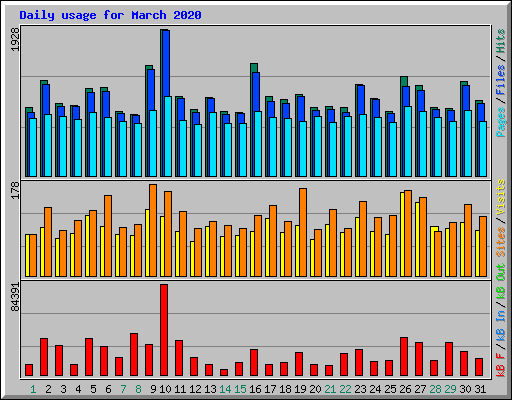 Daily usage for March 2020
1928
Pages / Files / Hits
178
Sites / Visits
84391
kB F / kB In / kB Out
1 2 3 4 5 6 7 8 9 10 11 12 13 14 15 16 17 18 19 20 21 22 23 24 25 26 27 28 29 30 31